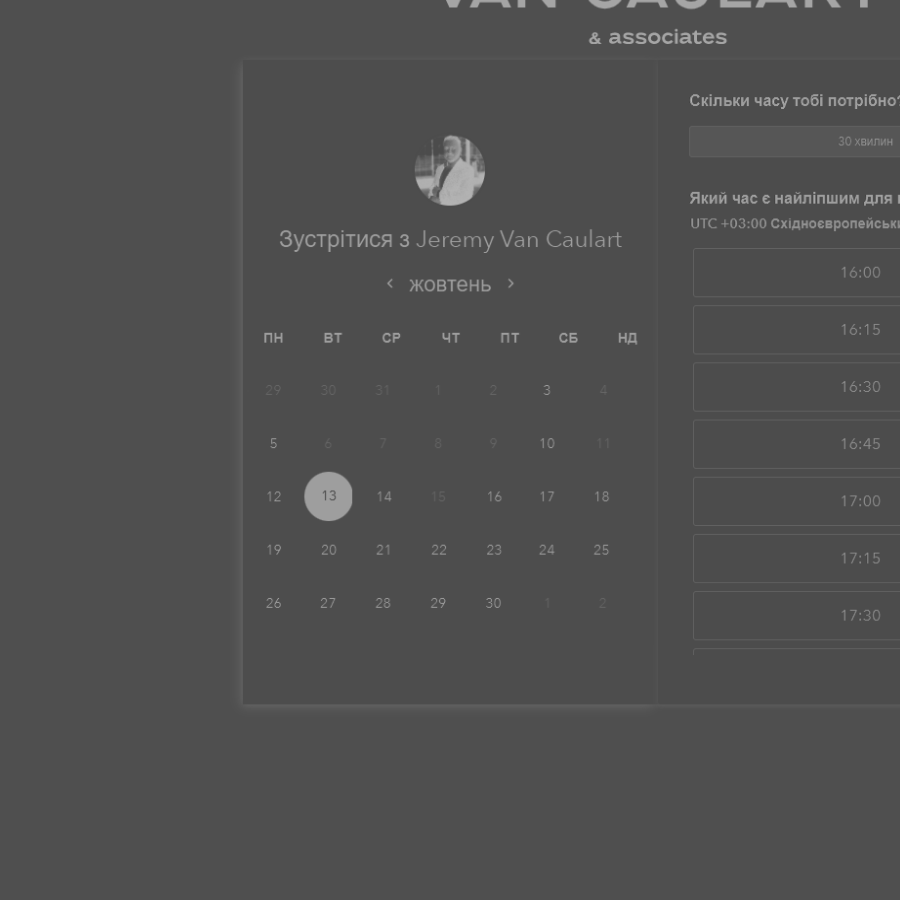 VAN CAULART
& associates
Зустрітися з Jeremy Van Caulart
жовтень
ПН ВТ СР ЧТ ПТ СБ НД
29 30 31 1 2 3 4
5 6 7 8 9 10 11
12 13 14 15 16 17 18
19 20 21 22 23 24 25
26 27 28 29 30 1 2
Скільки часу тобі потрібно?
30 хвилин
Який час є найліпшим для
UTC +03:00
16:00
16:15
16:30
16:45
17:00
17:15
17:30